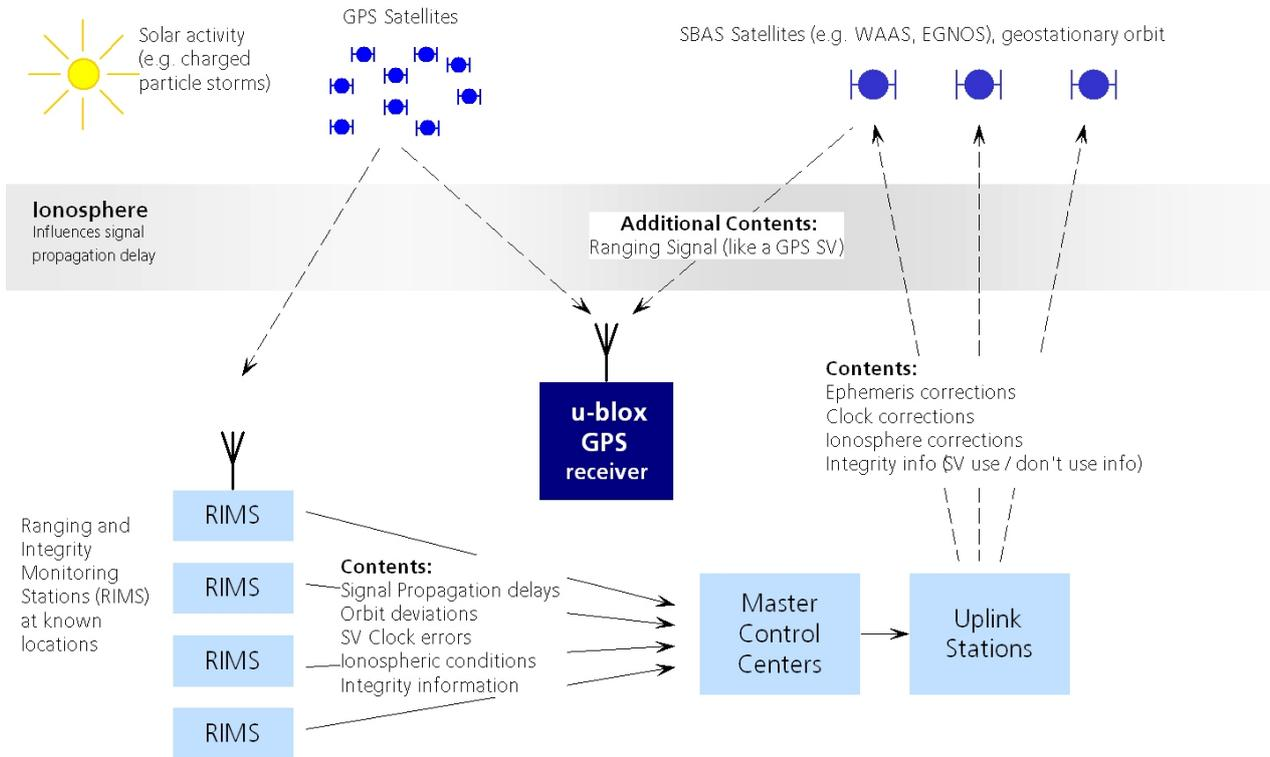 GPS Satellites
Solar activity
(e.g. charged
particle storms)
SBAS Satellites (e.g. WAAS, EGNOS), geostationary orbit
Ionosphere
Influences signal
propagation delay
Additional Contents:
Ranging Signal (like a GPS SV)
u-blox
GPS
receiver
Contents:
Ephemeris corrections
Clock corrections
Ionosphere corrections
Integrity info (SV use / don't use info)
Ranging and
Integrity
Monitoring
Stations (RIMS)
at known
locations
RIMS
RIMS
RIMS
RIMS
Contents:
Signal Propagation delays
Orbit deviations
SV Clock errors
Ionospheric conditions
Integrity information
Master
Control
Centers
Uplink
Stations